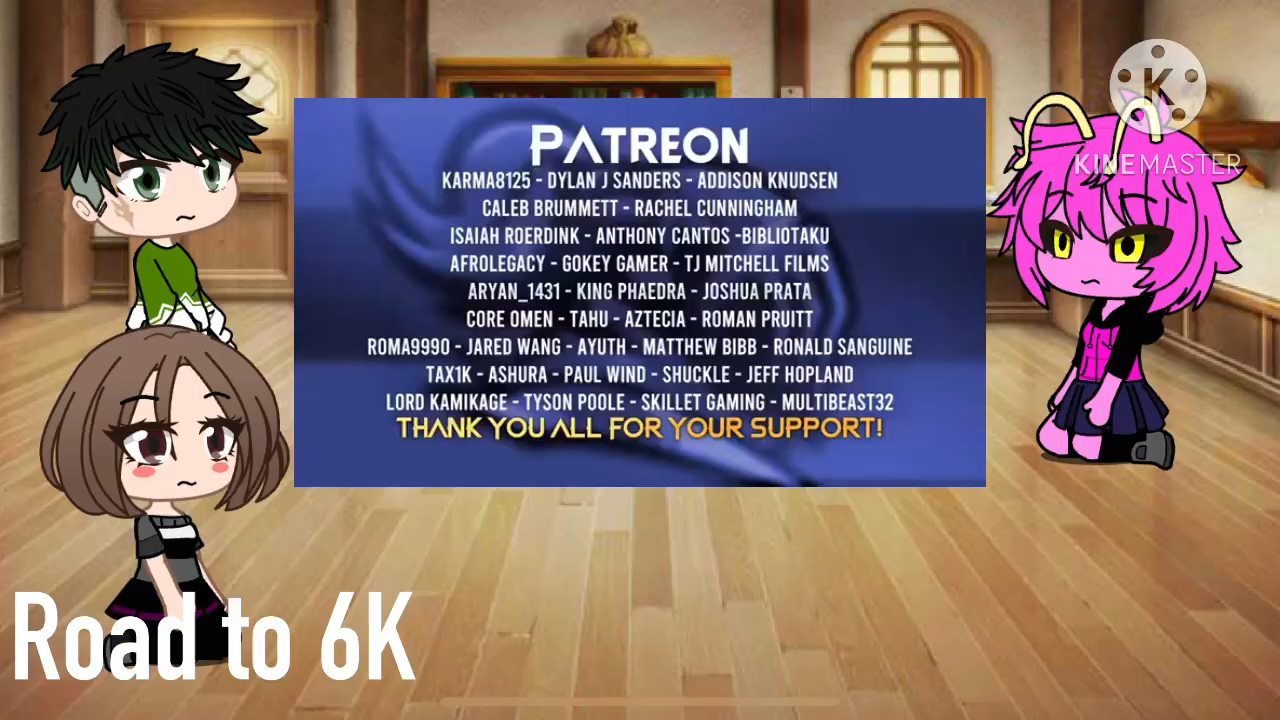 PATREON
KARMA8125 - DYLAN J SANDERS - ADDISON KNUDSEN
CALEB BRUMMETT - RACHEL CUNNINGHAM
ISAIAH ROERDINK - ANTHONY CANTOS -BIBLIOTAKU
AFROLEGACY - GOKEY GAMER - TJ MITCHELL FILMS
ARYAN_1431 - KING PHAEDRA - JOSHUA PRATA
CORE OMEN - TAHU - AZTECIA - ROMAN PRUITT
ROMA9990 - JARED WANG - AYUTH - MATTHEW BIBB - RONALD SANGUINE
TAX1K - ASHURA - PAUL WIND - SHUCKLE - JEFF HOPLAND
LORD KAMIKAGE - TYSON POOLE - SKILLET GAMING - MULTIBEAST32
THANK YOU ALL FOR YOUR SUPPORT!
K
KINEMASTER
Road to 6K